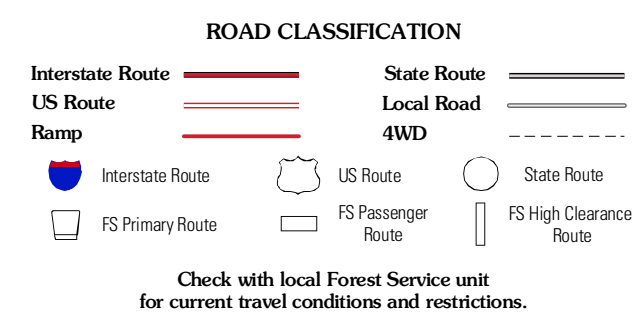 ROAD CLASSIFICATION
Interstate Route
State Route
US Route
Local Road
Ramp
4WD
Interstate Route
US Route
State Route
FS Primary Route
FS Passenger
Route
FS High Clearance
Route
Check with local Forest Service unit
for current travel conditions and restrictions.